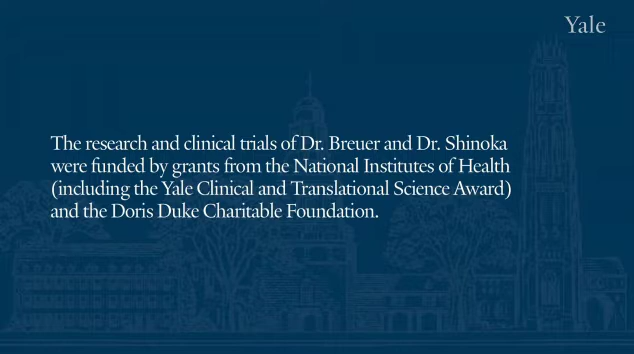 Yale
The research and clinical trials of Dr. Breuer and Dr. Shinoka
were funded by grants from the National Institutes of Health
(including the Yale Clinical and Translational Science Award)
and the Doris Duke Charitable Foundation.